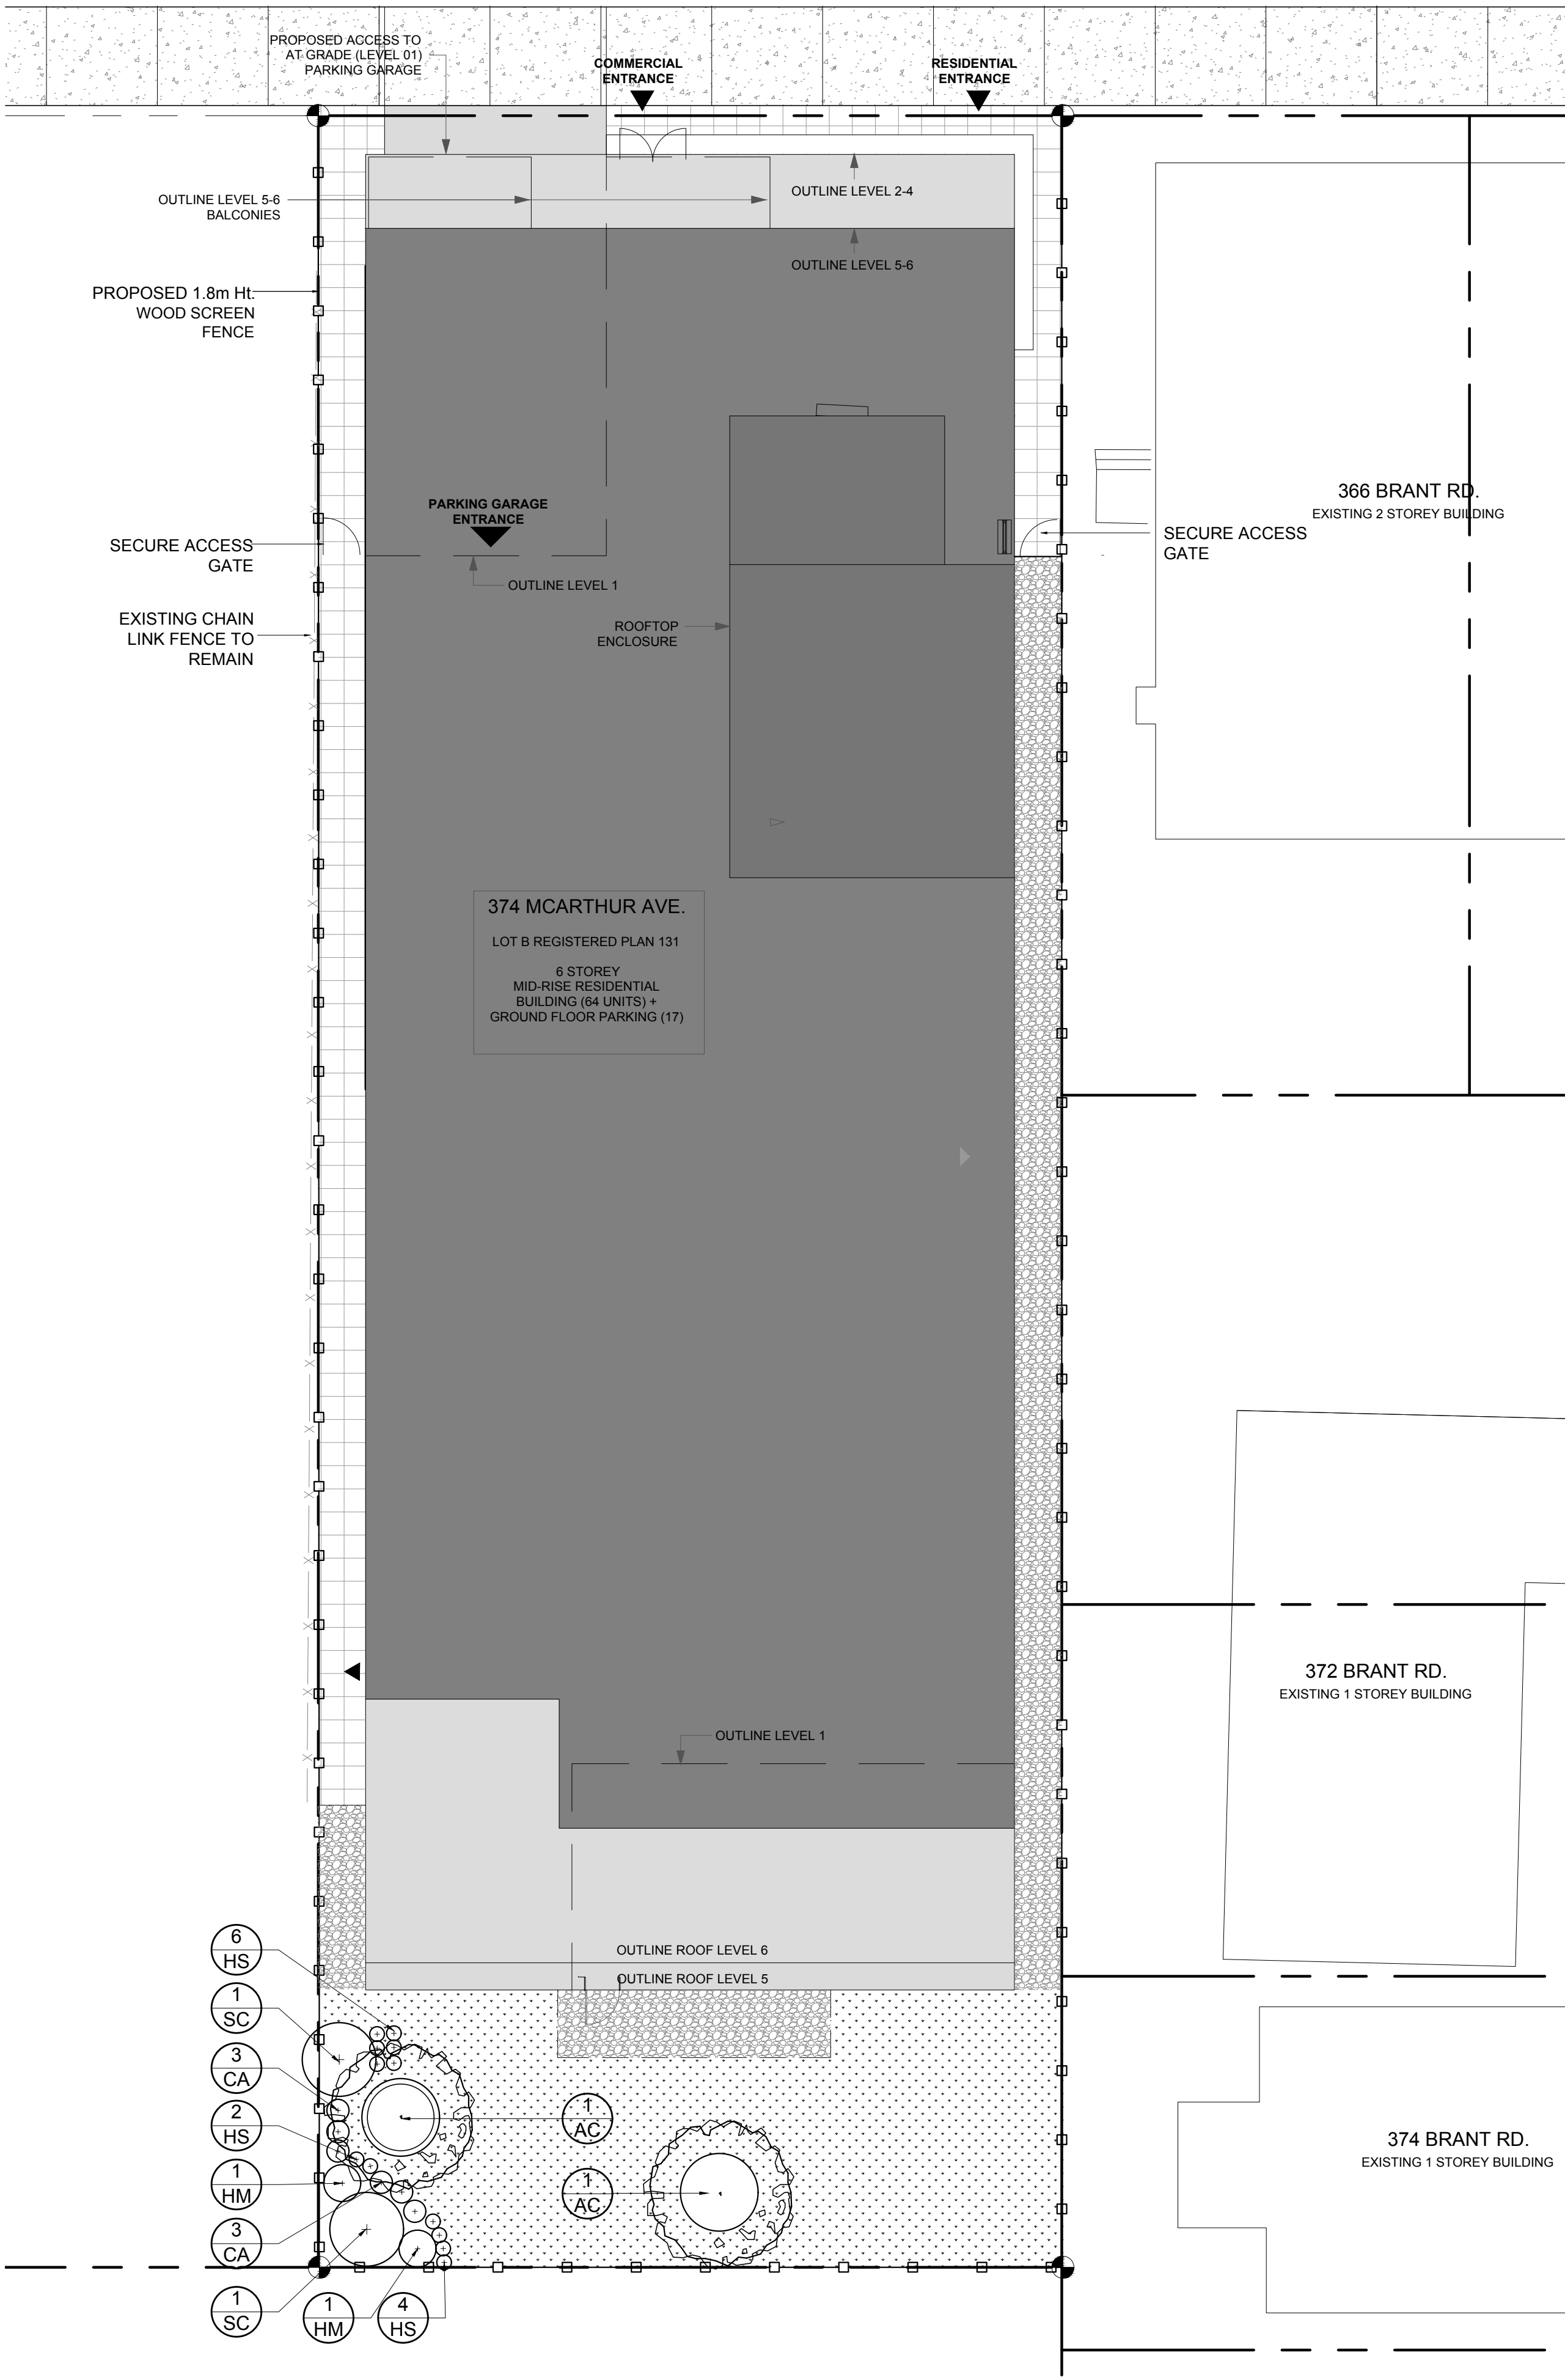 PROPOSED ACCESS TO
AT GRADE (LEVEL 01)
PARKING GARAGE
COMMERCIAL
ENTRANCE
RESIDENTIAL
ENTRANCE
OUTLINE LEVEL 2-4
OUTLINE LEVEL 5-6
BALCONIES
OUTLINE LEVEL 5-6
PROPOSED 1.8m Ht.
WOOD SCREEN
FENCE
PARKING GARAGE
ENTRANCE
366 BRANT RD.
EXISTING 2 STOREY BUILDING
SECURE ACCESS
GATE
SECURE ACCESS
GATE
OUTLINE LEVEL 1
EXISTING CHAIN
LINK FENCE TO
REMAIN
ROOFTOP
ENCLOSURE
374 MCARTHUR AVE.
LOT B REGISTERED PLAN 131
6 STOREY
MID-RISE RESIDENTIAL
BUILDING (64 UNITS) +
GROUND FLOOR PARKING (17)
372 BRANT RD.
EXISTING 1 STOREY BUILDING
OUTLINE LEVEL 1
OUTLINE ROOF LEVEL 6
OUTLINE ROOF LEVEL 5
6
HS
1
SC
3
CA
2
HS
1
HM
3
CA
1
SC
1
HM
4
HS
1
AC
1
AC
374 BRANT RD.
EXISTING 1 STOREY BUILDING